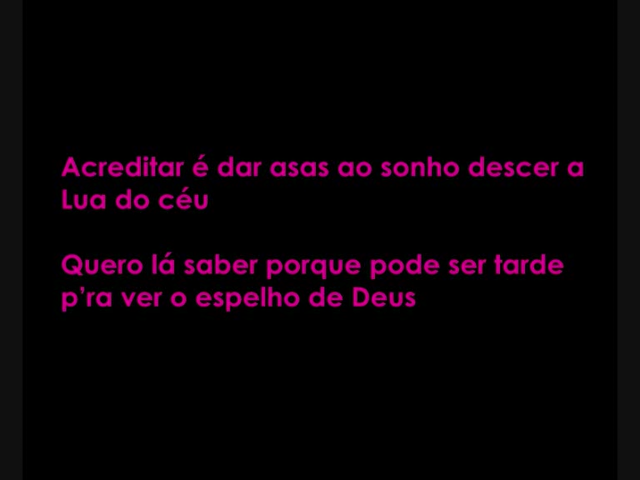 Acreditar é dar asas ao sonho descer a
Lua do céu
Quero lá saber porque pode ser tarde
p'ra ver o espelho de Deus